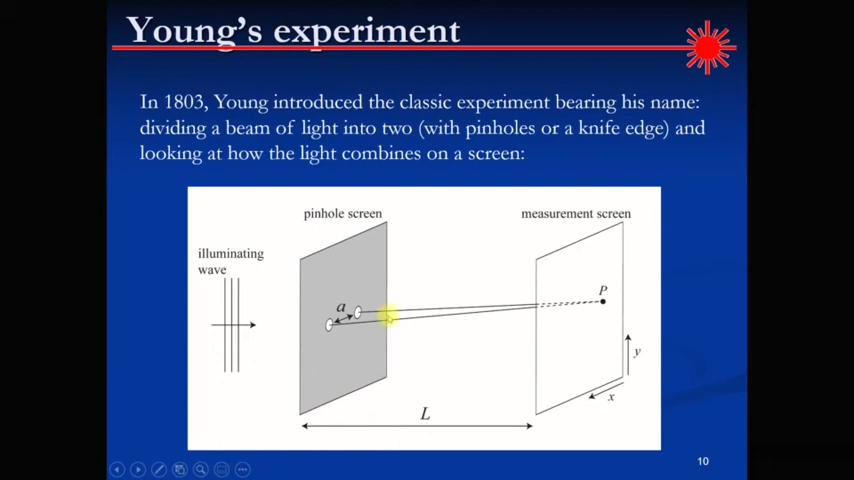 Young's experiment
In 1803, Young introduced the classic experiment bearing his name:
dividing a beam of light into two (with pinholes or a knife edge) and
looking at how the light combines on a screen:
pinhole screen
measurement screen
illuminating
wave
P
a
y
x
L
10